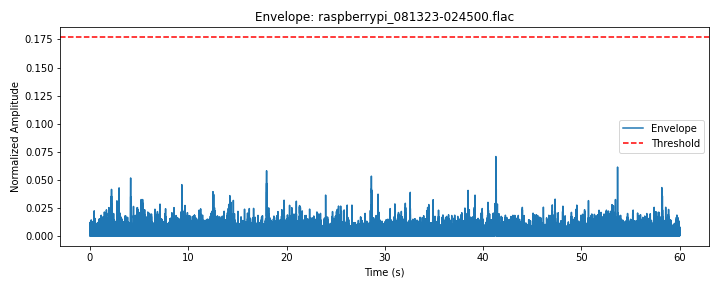 Envelope: raspberrypi_081323-024500.flac
Normalized Amplitude
0.175
0.150
0.125
0.100
0.075
0.050
0.025
0.000
Envelope
Threshold
0 10 20 30 40 50 60
Time (s)